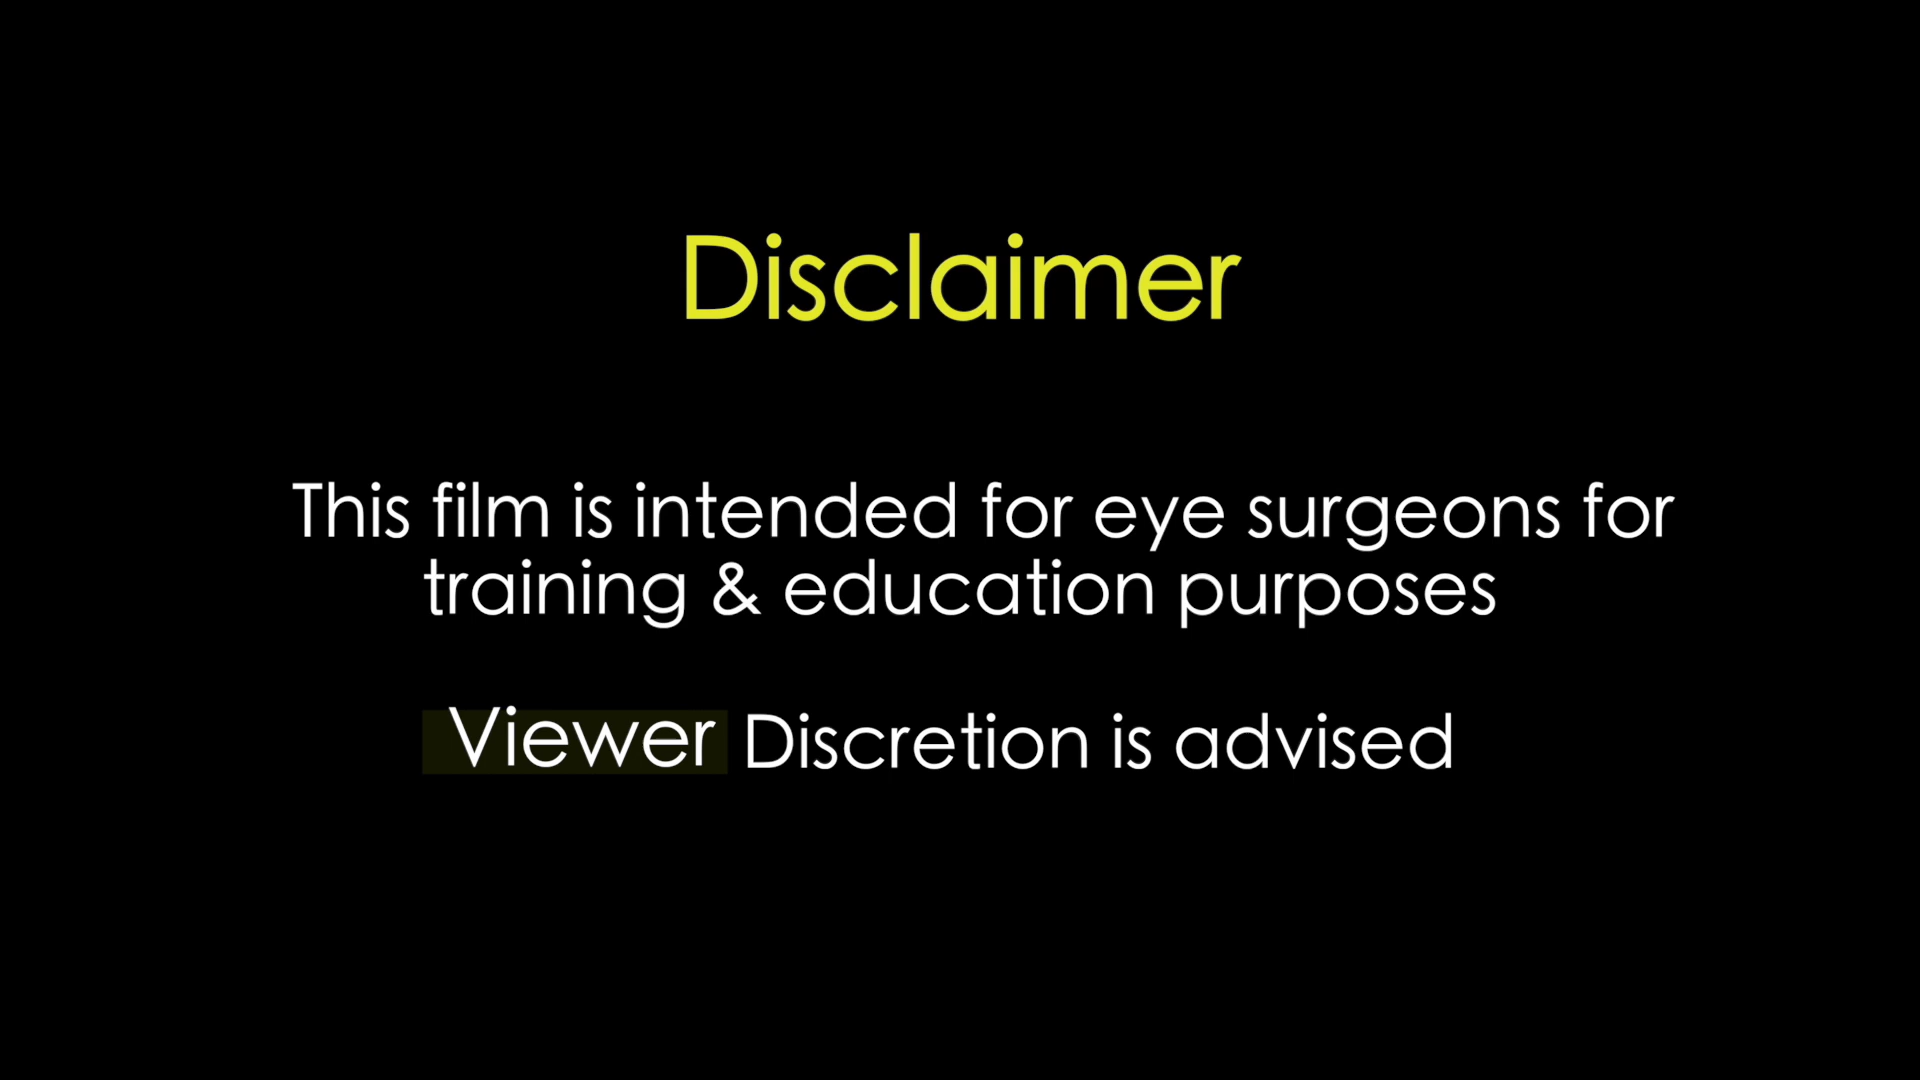 Disclaimer
This film is intended for eye surgeons for
training & education purposes
Viewer Discretion is advised